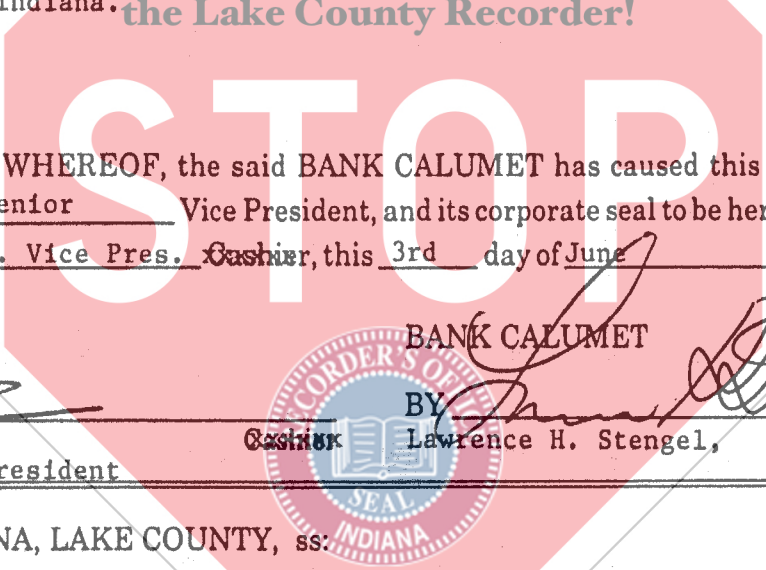 Indiana.
the Lake County Recorder!
STOP
WHEREOF, the said BANK CALUMET has caused this
enior Vice President, and its corporate seal to be her
. Vice Pres. Cashier, this 3rd day of June
BANK CALUMET
BY
Cashier Lawrence H. Stengel,
resident
RECORDER'S OF
SEAL
INDIANA
NA, LAKE COUNTY, ss: